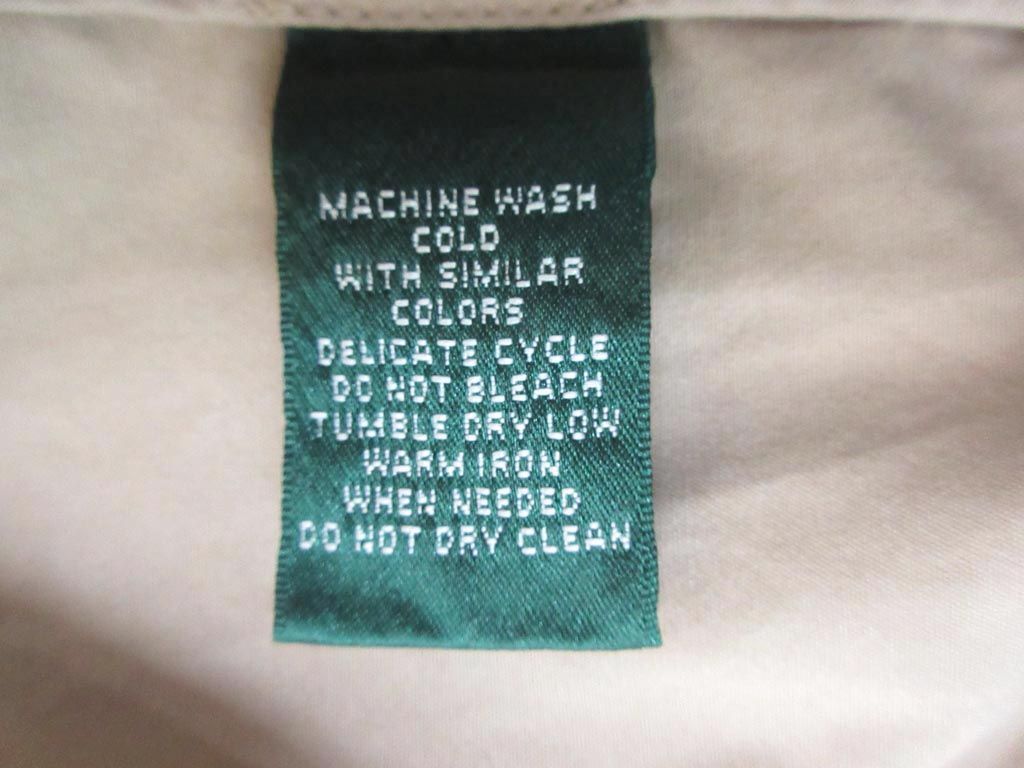 MACHINE WASH
COLD
WITH SIMILAR
COLORS
DELICATE CYCLE
DO NOT BLEACH
TUMBLE DRY LOW
WARM IRON
WHEN NEEDED
DO NOT DRY CLEAN